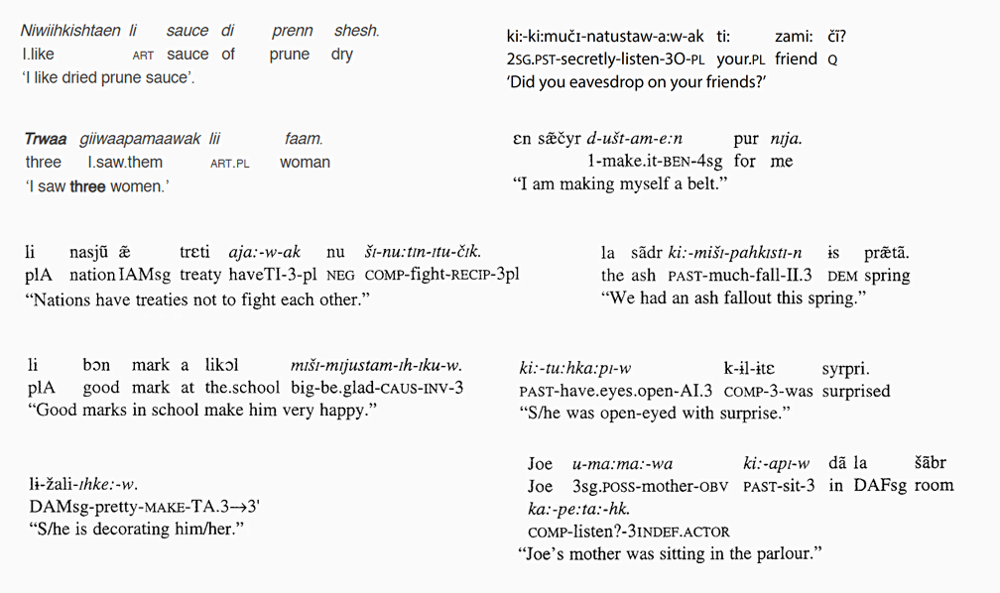 Niwiihkishtaen li sauce di prenn shesh.
I.like ART sauce of prune dry
‘I like dried prune sauce’.
ki:-ki:mučɪ-natustaw-a:w-ak ti: zami: čĩ?
2SG.PST-secretly-listen-3O-PL your.PL friend Q
‘Did you eavesdrop on your friends?’
Trwaa giiwaapamaawak lii faam.
three I.saw.them ART.PL woman
‘I saw three women.’
ɛn sæ̃čyr d-ušt-am-e:n pur nɪja.
1-make.it-BEN-4sg for me
“I am making myself a belt.”
li nasjũ æ̃ trɛti aja:-w-ak nu šɪ-nu:tɪn-ɪtu-čɪk.
plA nation IAMsg treaty haveTI-3-pl NEG COMP-fight-RECIP-3pl
“Nations have treaties not to fight each other.”
la sãdr ki:-mišɪ-pahkɪstɪ-n ɨs præ̃tã.
the ash PAST-much-fall-II.3 DEM spring
“We had an ash fallout this spring.”
li bɔn mark a likɔl mɪšɪ-mɪjustam-ɪh-ɪku-w.
plA good mark at the.school big-be.glad-CAUS-INV-3
“Good marks in school make him very happy.”
ki:-tu:hka:pɪ-w k-ɨl-ɨtɛ syrpri.
PAST-have.eyes.open-AI.3 COMP-3-was surprised
“S/he was open-eyed with surprise.”
lɨ-žali-ɪhke:-w.
DAMsg-pretty-MAKE-TA.3→3'
“S/he is decorating him/her.”
Joe u-ma:ma:-wa ki:-apɪ-w dã la šãbr
Joe 3sg.POSS-mother-OBV PAST-sit-3 in DAFsg room
ka:-pe:ta:-hk.
COMP-listen?-3INDEF.ACTOR
“Joe’s mother was sitting in the parlour.”